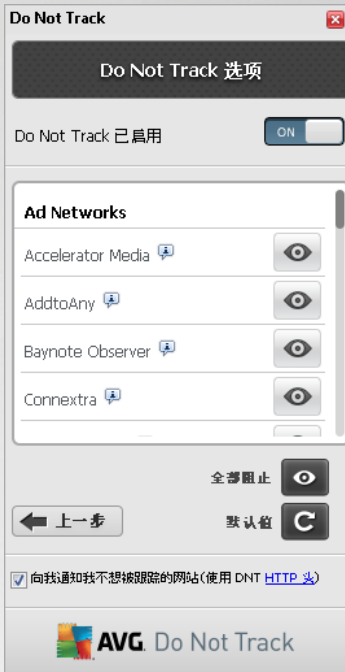 Do Not Track
Do Not Track 选项
Do Not Track 已启用
ON
Ad Networks
Accelerator Media
AddtoAny
Baynote Observer
Connextra
全部阻止
上一步
默认值
向我通知我不想被跟踪的网站(使用 DNT HTTP 头)
AVG. Do Not Track